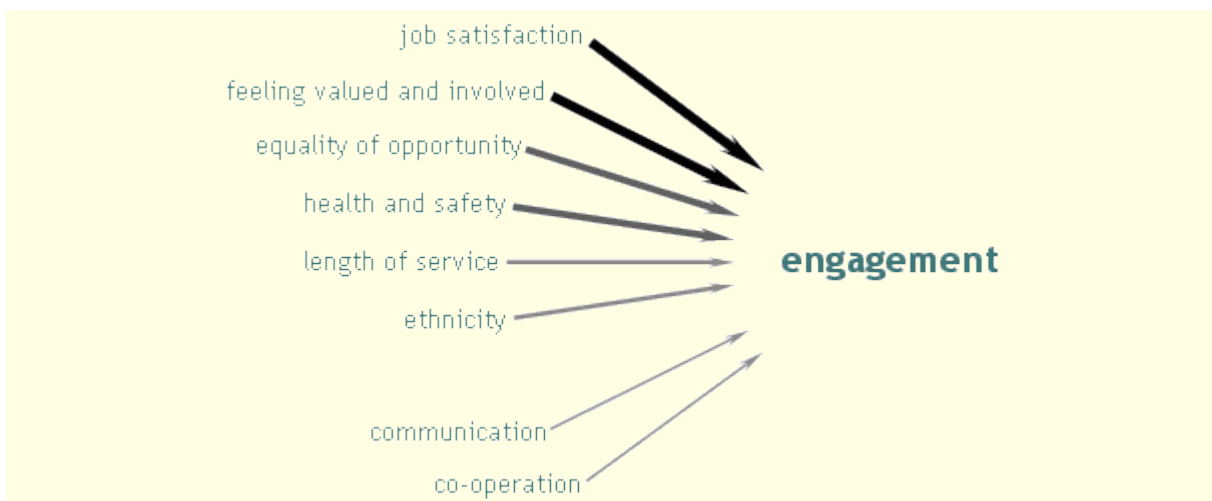 job satisfaction
feeling valued and involved
equality of opportunity
health and safety
length of service
engagement
ethnicity
communication
co-operation